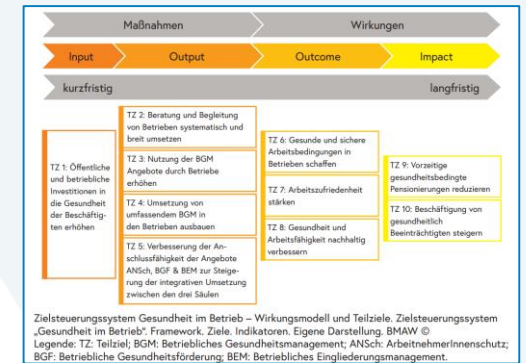 Maßnahmen
Wirkungen
Input
Output
Outcome
Impact
kurzfristig
langfristig
TZ 1: Öffentliche
und betriebliche
Investitionen in
die Gesundheit
der Beschäftig-
ten erhöhen
TZ 2: Beratung und Begleitung
von Betrieben systematisch und
breit umsetzen
TZ 3: Nutzung der BGM
Angebote durch Betriebe
erhöhen
TZ 4: Umsetzung von
umfassendem BGM in
den Betrieben ausbauen
TZ 5: Verbesserung der An-
schlussfähigkeit der Angebote
ANSch, BGF & BEM zur Steige-
rung der integrativen Umsetzung
zwischen den drei Säulen
TZ 6: Gesunde und sichere
Arbeitsbedingungen in
Betrieben schaffen
TZ 7: Arbeitszufriedenheit
stärken
TZ 8: Gesundheit und
Arbeitsfähigkeit nachhaltig
verbessern
TZ 9: Vorzeitige
gesundheitsbedingte
Pensionierungen reduzieren
TZ 10: Beschäftigung von
gesundheitlich
Beeinträchtigten steigern
Zielsteuerungssystem Gesundheit im Betrieb – Wirkungsmodell und Teilziele. Zielsteuerungssystem
„Gesundheit im Betrieb“. Framework. Ziele. Indikatoren. Eigene Darstellung. BMAW ©
Legende: TZ: Teilziel; BGM: Betriebliches Gesundheitsmanagement; ANSch: ArbeitnehmerInnenschutz;
BGF: Betriebliche Gesundheitsförderung; BEM: Betriebliches Eingliederungsmanagement.